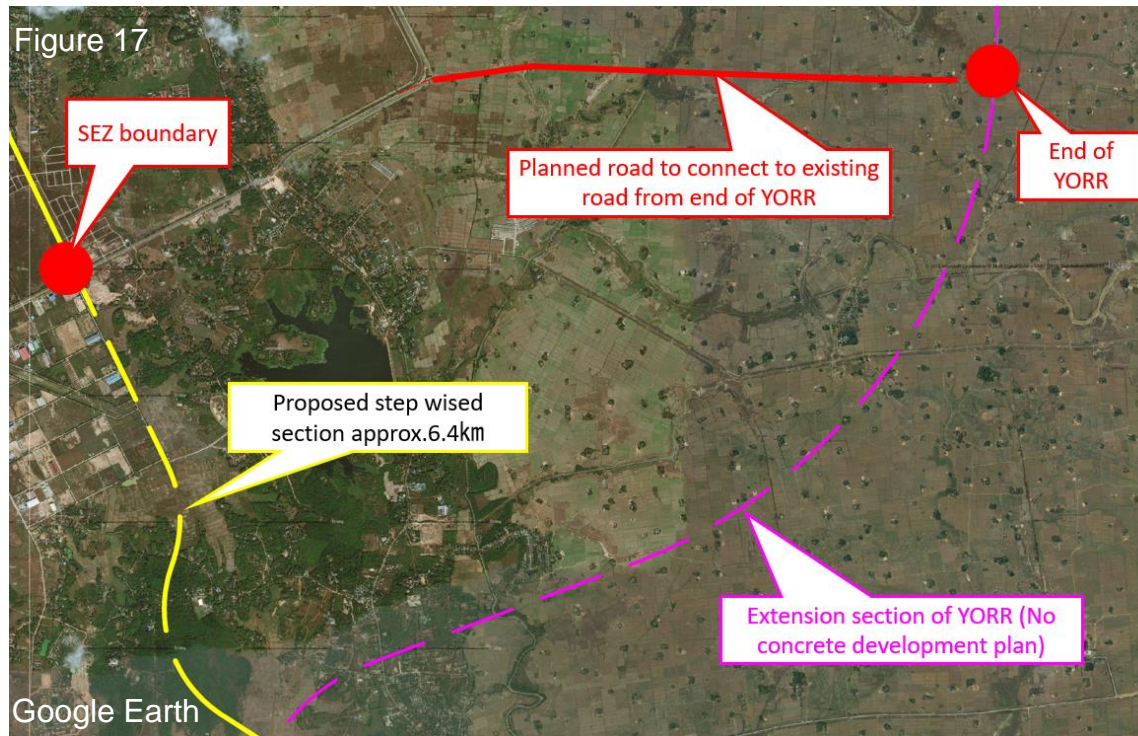 Figure 17
SEZ boundary
Planned road to connect to existing
road from end of YORR
End of
YORR
Proposed step wised
section approx.6.4㎞
Extension section of YORR (No
concrete development plan)
Google Earth